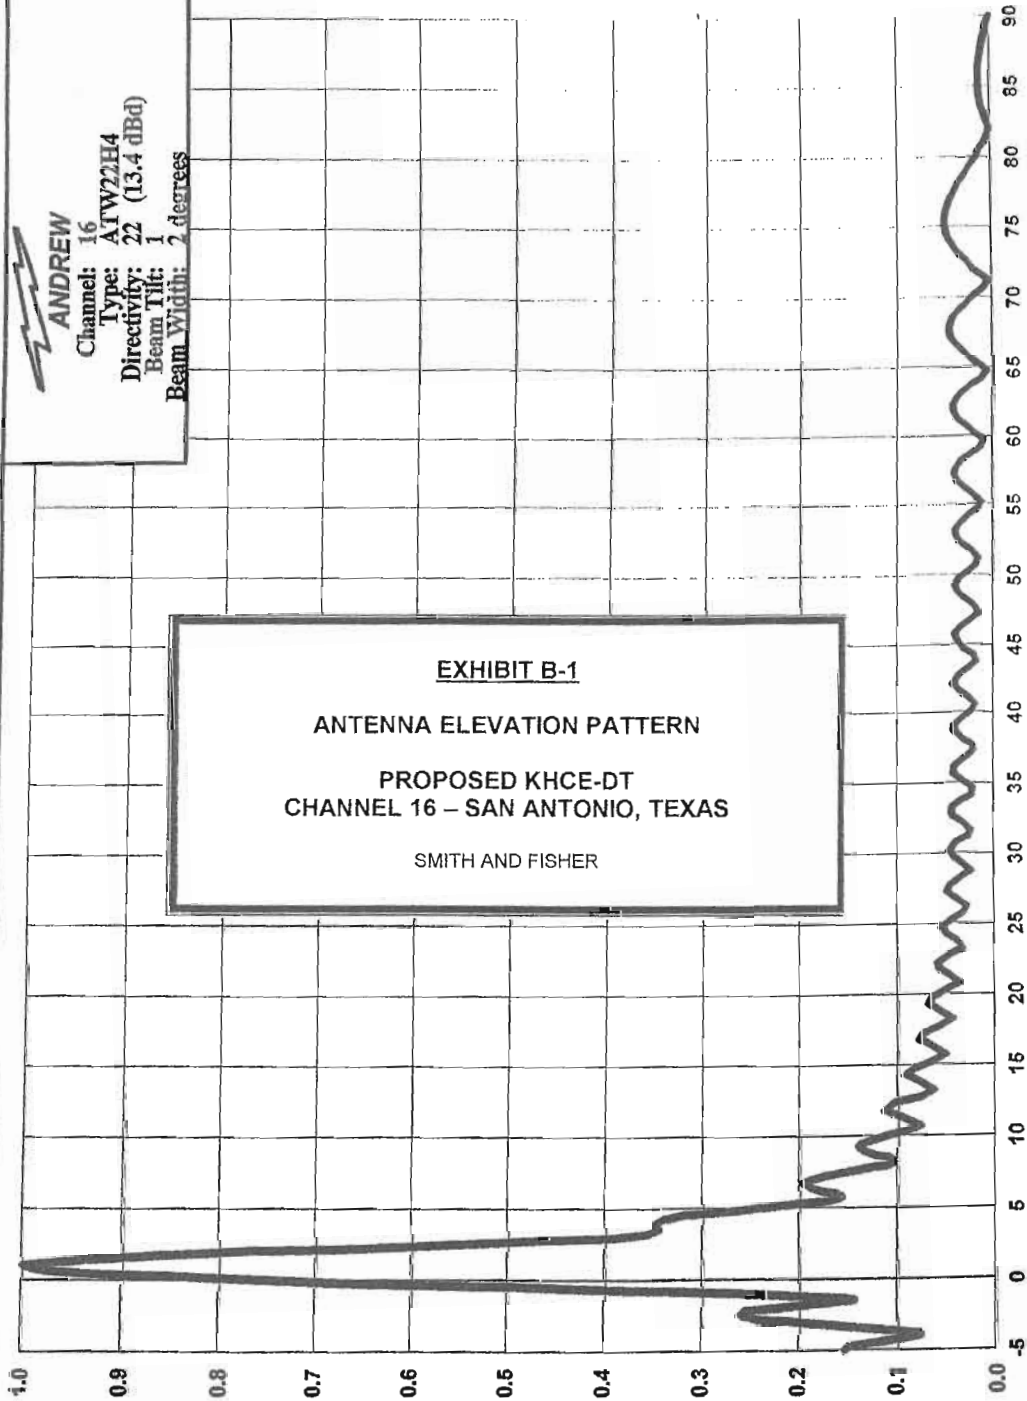 ANDREW
Channel: 16
Type: ATW22H4
Directivity: 22 (13.4 dBd)
Beam Tilt: 1
Beam Width: 2 degrees
EXHIBIT B-1
ANTENNA ELEVATION PATTERN
PROPOSED KHCE-DT
CHANNEL 16 – SAN ANTONIO, TEXAS
SMITH AND FISHER
1.0
0.9
0.8
0.7
0.6
0.5
0.4
0.3
0.2
0.1
0.0
-5 0 5 10 15 20 25 30 35 40 45 50 55 60 65 70 75 80 85 90